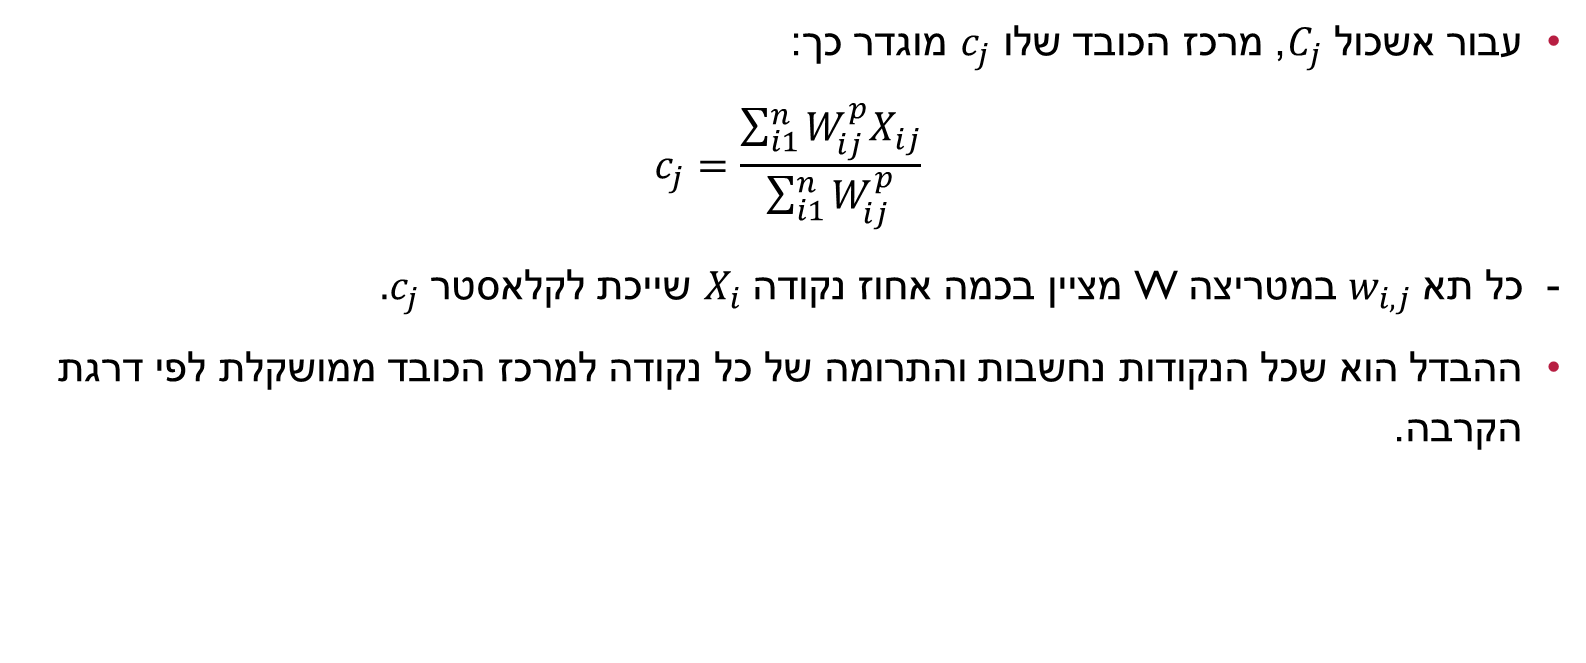 • עבור אשכול C_j, מרכז הכובד שלו c_j מוגדר כך:
c_j = \frac{\sum_{i1}^{n} W_{ij}^{p} X_{ij}}{\sum_{i1}^{n} W_{ij}^{p}}
- כל תא w_{i,j} במטריצה W מציין בכמה אחוז נקודה X_i שייכת לקלאסטר c_j.
• ההבדל הוא שכל הנקודות נחשבות והתרומה של כל נקודה למרכז הכובד ממושקלת לפי דרגת
הקרבה.